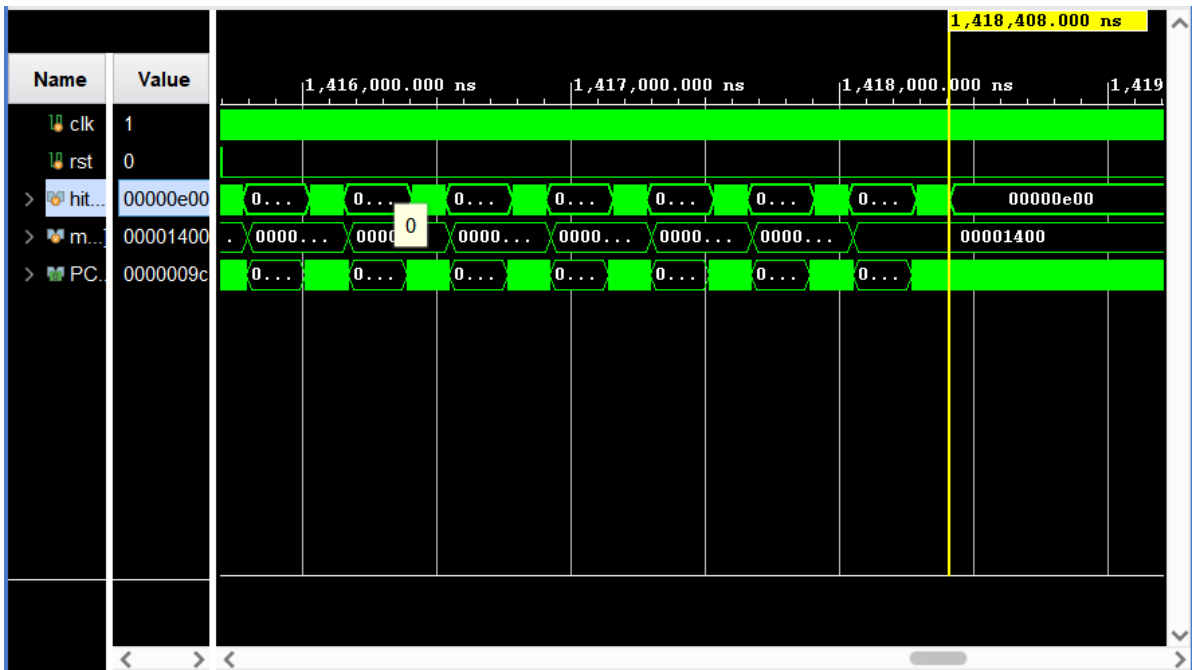 1,418,408.000 ns
Name Value
1,416,000.000 ns 1,417,000.000 ns 1,418,000.000 ns 1,419
clk 1
rst 0
> hit... 00000e00 0... 0... 0... 0... 0... 0... 0... 00000e00
0
> m...] 00001400 . 0000... 0000 0000... 0000... 0000... 0000... 00001400
> PC.. 0000009c 0... 0... 0... 0... 0... 0... 0...